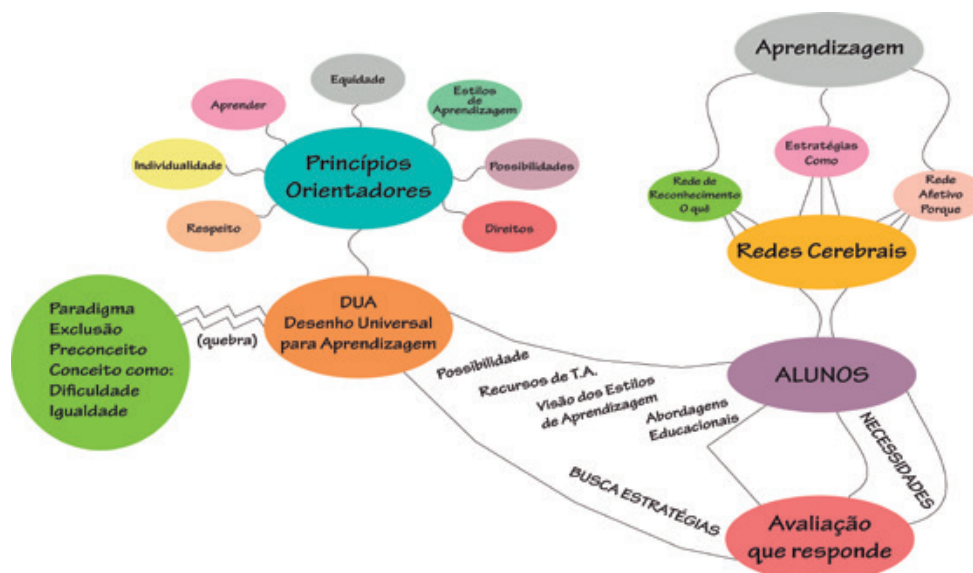 Aprendizagem
Equidade
Estilos
de
Aprendizagem
Aprender
Individualidade
Princípios
Orientadores
Possibilidades
Respeito
Direitos
Estratégias
Como
Rede de
Reconhecimento
O quê
Rede
Afetivo
Porque
Redes Cerebrais
Paradigma
Exclusão
Preconceito
Conceito como:
Dificuldade
Igualdade
(quebra)
DUA
Desenho Universal
para Aprendizagem
Possibilidade
Recursos de T.A.
Visão dos Estilos
de Aprendizagem
Abordagens
Educacionais
ALUNOS
NECESSIDADES
BUSCA ESTRATÉGIAS
Avaliação
que responde